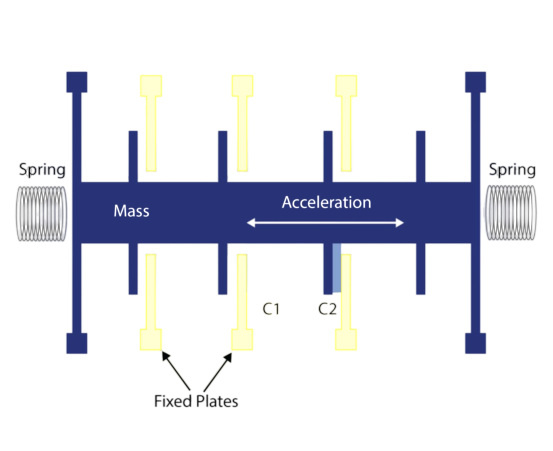 Spring
Spring
Mass
Acceleration
C1
C2
Fixed Plates